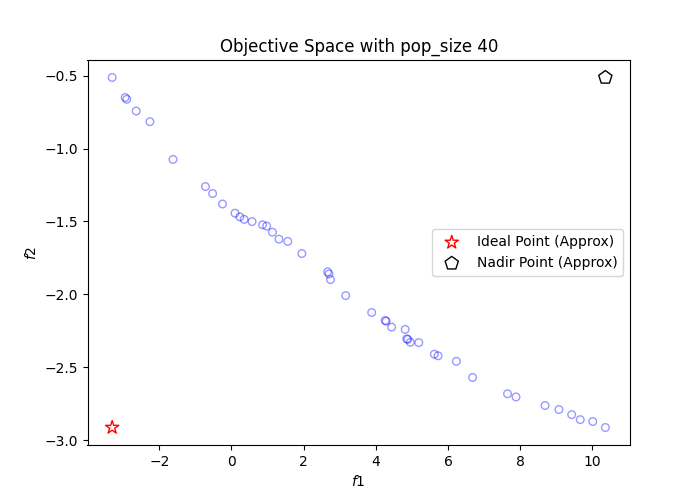 Objective Space with pop_size 40
−0.5
−1.0
−1.5
−2.0
−2.5
−3.0
f2
Ideal Point (Approx)
Nadir Point (Approx)
−2
0
2
4
6
8
10
f1